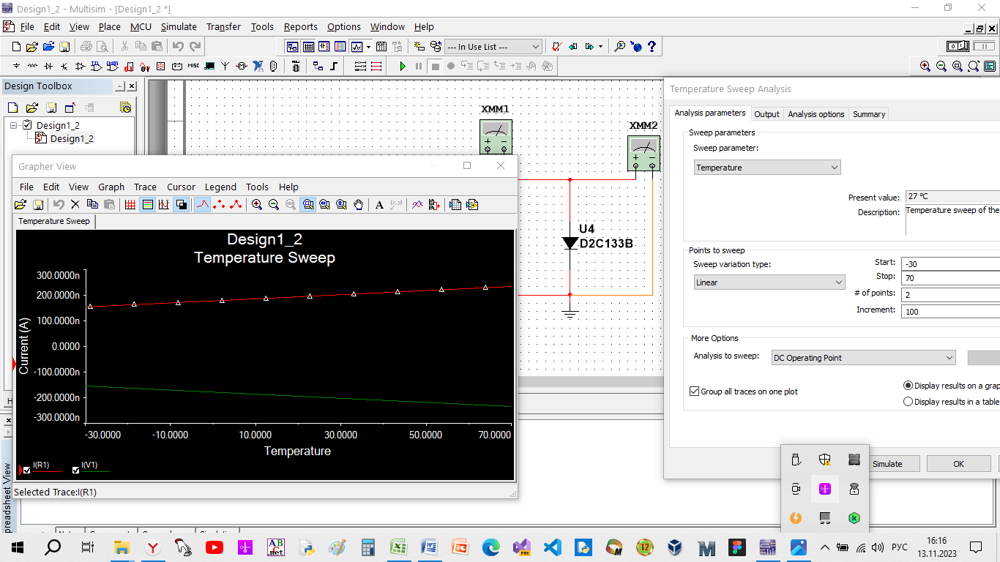 Design1_2 - Multisim - [Design1_2 *]
File Edit View Place MCU Simulate Transfer Tools Reports Options Window Help
--- In Use List ---
MISC
Design Toolbox
Design1_2
Design1_2
XMM1
XMM2
U4
D2C133B
Grapher View
File Edit View Graph Trace Cursor Legend Tools Help
Temperature Sweep
Design1_2
Temperature Sweep
Current (A)
300.0000n
200.0000n
100.0000n
0.0000n
-100.0000n
-200.0000n
-300.0000n
-30.0000 -10.0000 10.0000 30.0000 50.0000 70.0000
Temperature
I(R1) I(V1)
Selected Trace:I(R1)
Temperature Sweep Analysis
Analysis parameters Output Analysis options Summary
Sweep parameters
Sweep parameter:
Temperature
Present value: 27 °C
Description: Temperature sweep of the
Points to sweep
Sweep variation type:
Linear
Start: -30
Stop: 70
# of points: 2
Increment: 100
More Options
Analysis to sweep: DC Operating Point
Group all traces on one plot
Display results on a grap
Display results in a table
Simulate OK
preadsheet View
РУС
16:16
13.11.2023